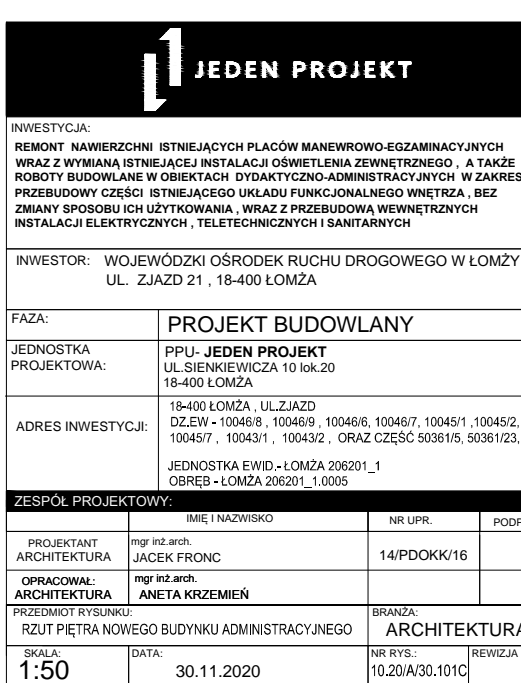 JEDEN PROJEKT
INWESTYCJA:
REMONT NAWIERZCHNI ISTNIEJĄCYCH PLACÓW MANEWROWO-EGZAMINACYJNYCH
WRAZ Z WYMIANĄ ISTNIEJĄCEJ INSTALACJI OŚWIETLENIA ZEWNĘTRZNEGO , A TAKŻE
ROBOTY BUDOWLANE W OBIEKTACH DYDAKTYCZNO-ADMINISTRACYJNYCH W ZAKRES
PRZEBUDOWY CZĘŚCI ISTNIEJĄCEGO UKŁADU FUNKCJONALNEGO WNĘTRZA , BEZ
ZMIANY SPOSOBU ICH UŻYTKOWANIA , WRAZ Z PRZEBUDOWĄ WEWNĘTRZNYCH
INSTALACJI ELEKTRYCZNYCH , TELETECHNICZNYCH I SANITARNYCH
INWESTOR: WOJEWÓDZKI OŚRODEK RUCHU DROGOWEGO W ŁOMŻY
UL. ZJAZD 21 , 18-400 ŁOMŻA
FAZA: PROJEKT BUDOWLANY
JEDNOSTKA PROJEKTOWA:
PPU- JEDEN PROJEKT
UL.SIENKIEWICZA 10 lok.20
18-400 ŁOMŻA
ADRES INWESTYCJI:
18-400 ŁOMŻA , UL.ZJAZD
DZ.EW - 10046/8 , 10046/9 , 10046/6, 10046/7, 10045/1 ,10045/2,
10045/7 , 10043/1 , 10043/2 , ORAZ CZĘŚĆ 50361/5, 50361/23,
JEDNOSTKA EWID.- ŁOMŻA 206201_1
OBRĘB - ŁOMŻA 206201_1.0005
ZESPÓŁ PROJEKTOWY:
IMIĘ I NAZWISKO NR UPR. PODP
PROJEKTANT mgr inż.arch.
ARCHITEKTURA JACEK FRONC 14/PDOKK/16
OPRACOWAŁ: mgr inż.arch.
ARCHITEKTURA ANETA KRZEMIEŃ
PRZEDMIOT RYSUNKU: BRANŻA:
RZUT PIĘTRA NOWEGO BUDYNKU ADMINISTRACYJNEGO ARCHITEKTURA
SKALA: DATA: NR RYS.: REWIZJA
1:50 30.11.2020 10.20/A/30.101C